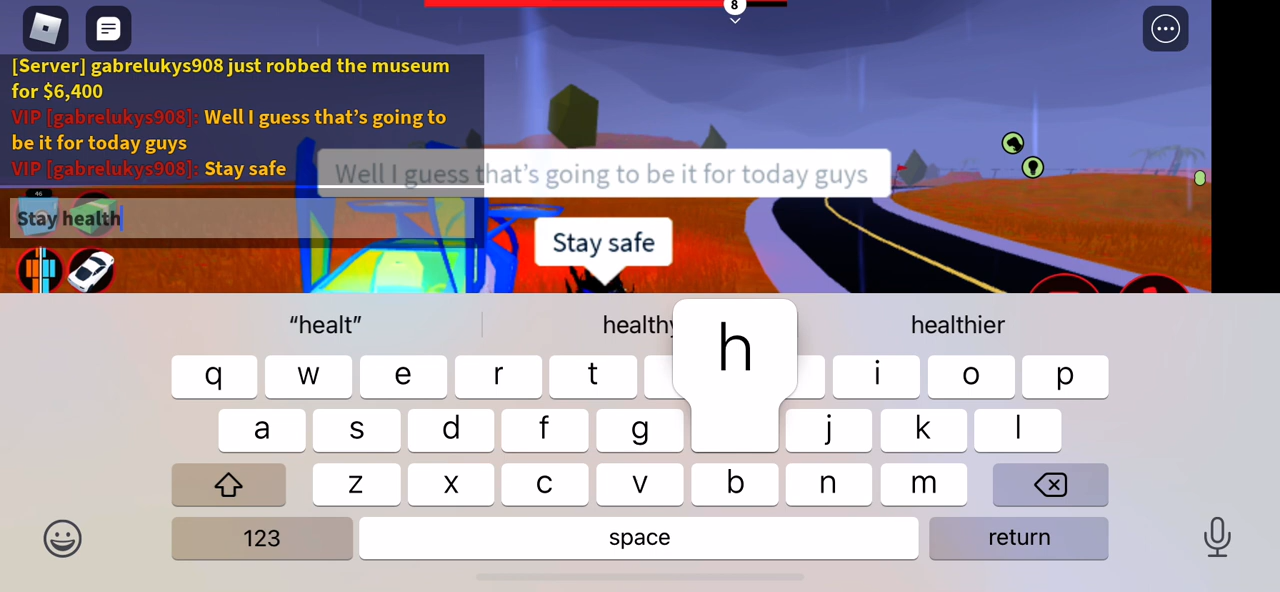 8
[Server] gabrelukys908 just robbed the museum
for $6,400
VIP [gabrelukys908]: Well I guess that’s going to
be it for today guys
VIP [gabrelukys908]: Stay safe
Well I guess that’s going to be it for today guys
46
Stay health
Stay safe
“healt” healthy healthier
q w e r t i o p
a s d f g h j k l
z x c v b n m
123 space return